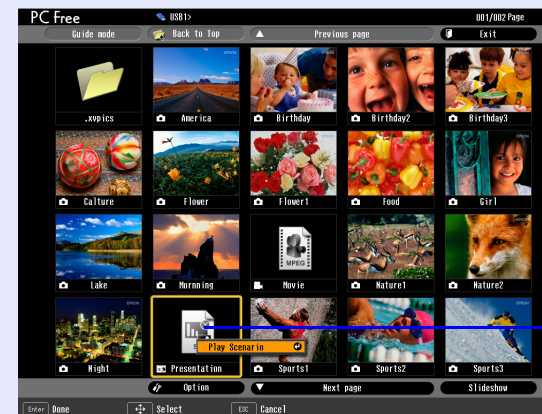 PC Free USB1> 001/002 Page
Guide mode Back to Top Previous page Exit
.xvpics America Birthday Birthday2 Birthday3
Calture Flower Flower1 Food Girl
MPEG
Lake Mornning Movie Nature1 Nature2
Play Scenario
Night Presentation Sports1 Sports2 Sports3
Option Next page Slideshow
Enter Done Select ESC Cancel